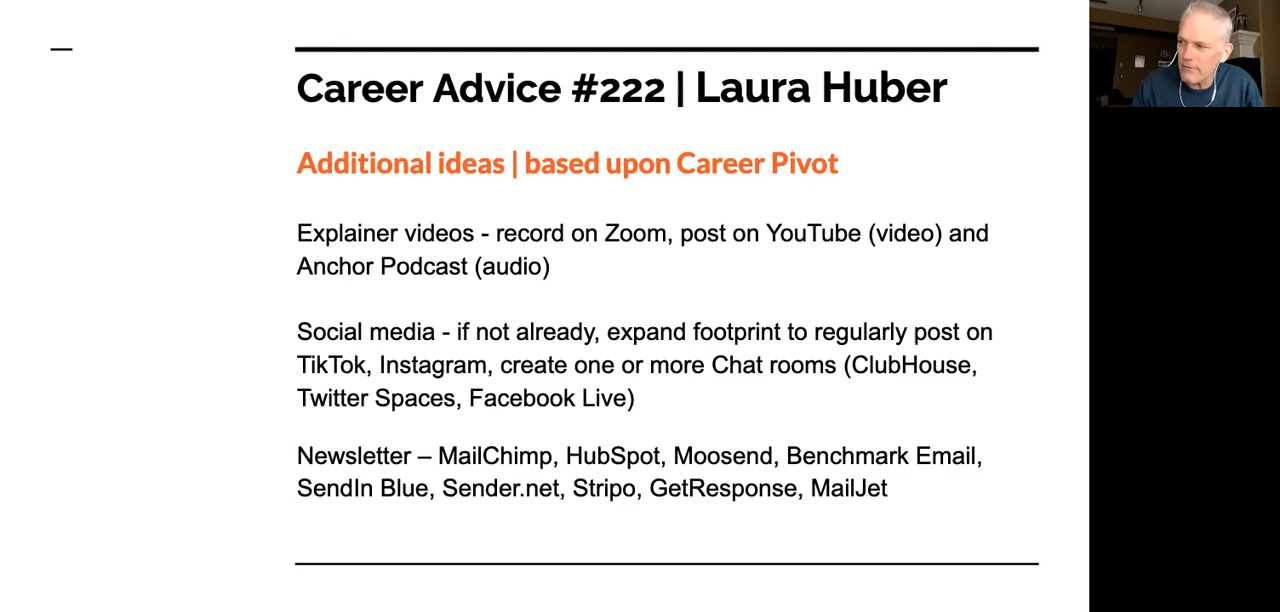 Career Advice #222 | Laura Huber
Additional ideas | based upon Career Pivot
Explainer videos - record on Zoom, post on YouTube (video) and
Anchor Podcast (audio)
Social media - if not already, expand footprint to regularly post on
TikTok, Instagram, create one or more Chat rooms (ClubHouse,
Twitter Spaces, Facebook Live)
Newsletter – MailChimp, HubSpot, Moosend, Benchmark Email,
SendIn Blue, Sender.net, Stripo, GetResponse, MailJet